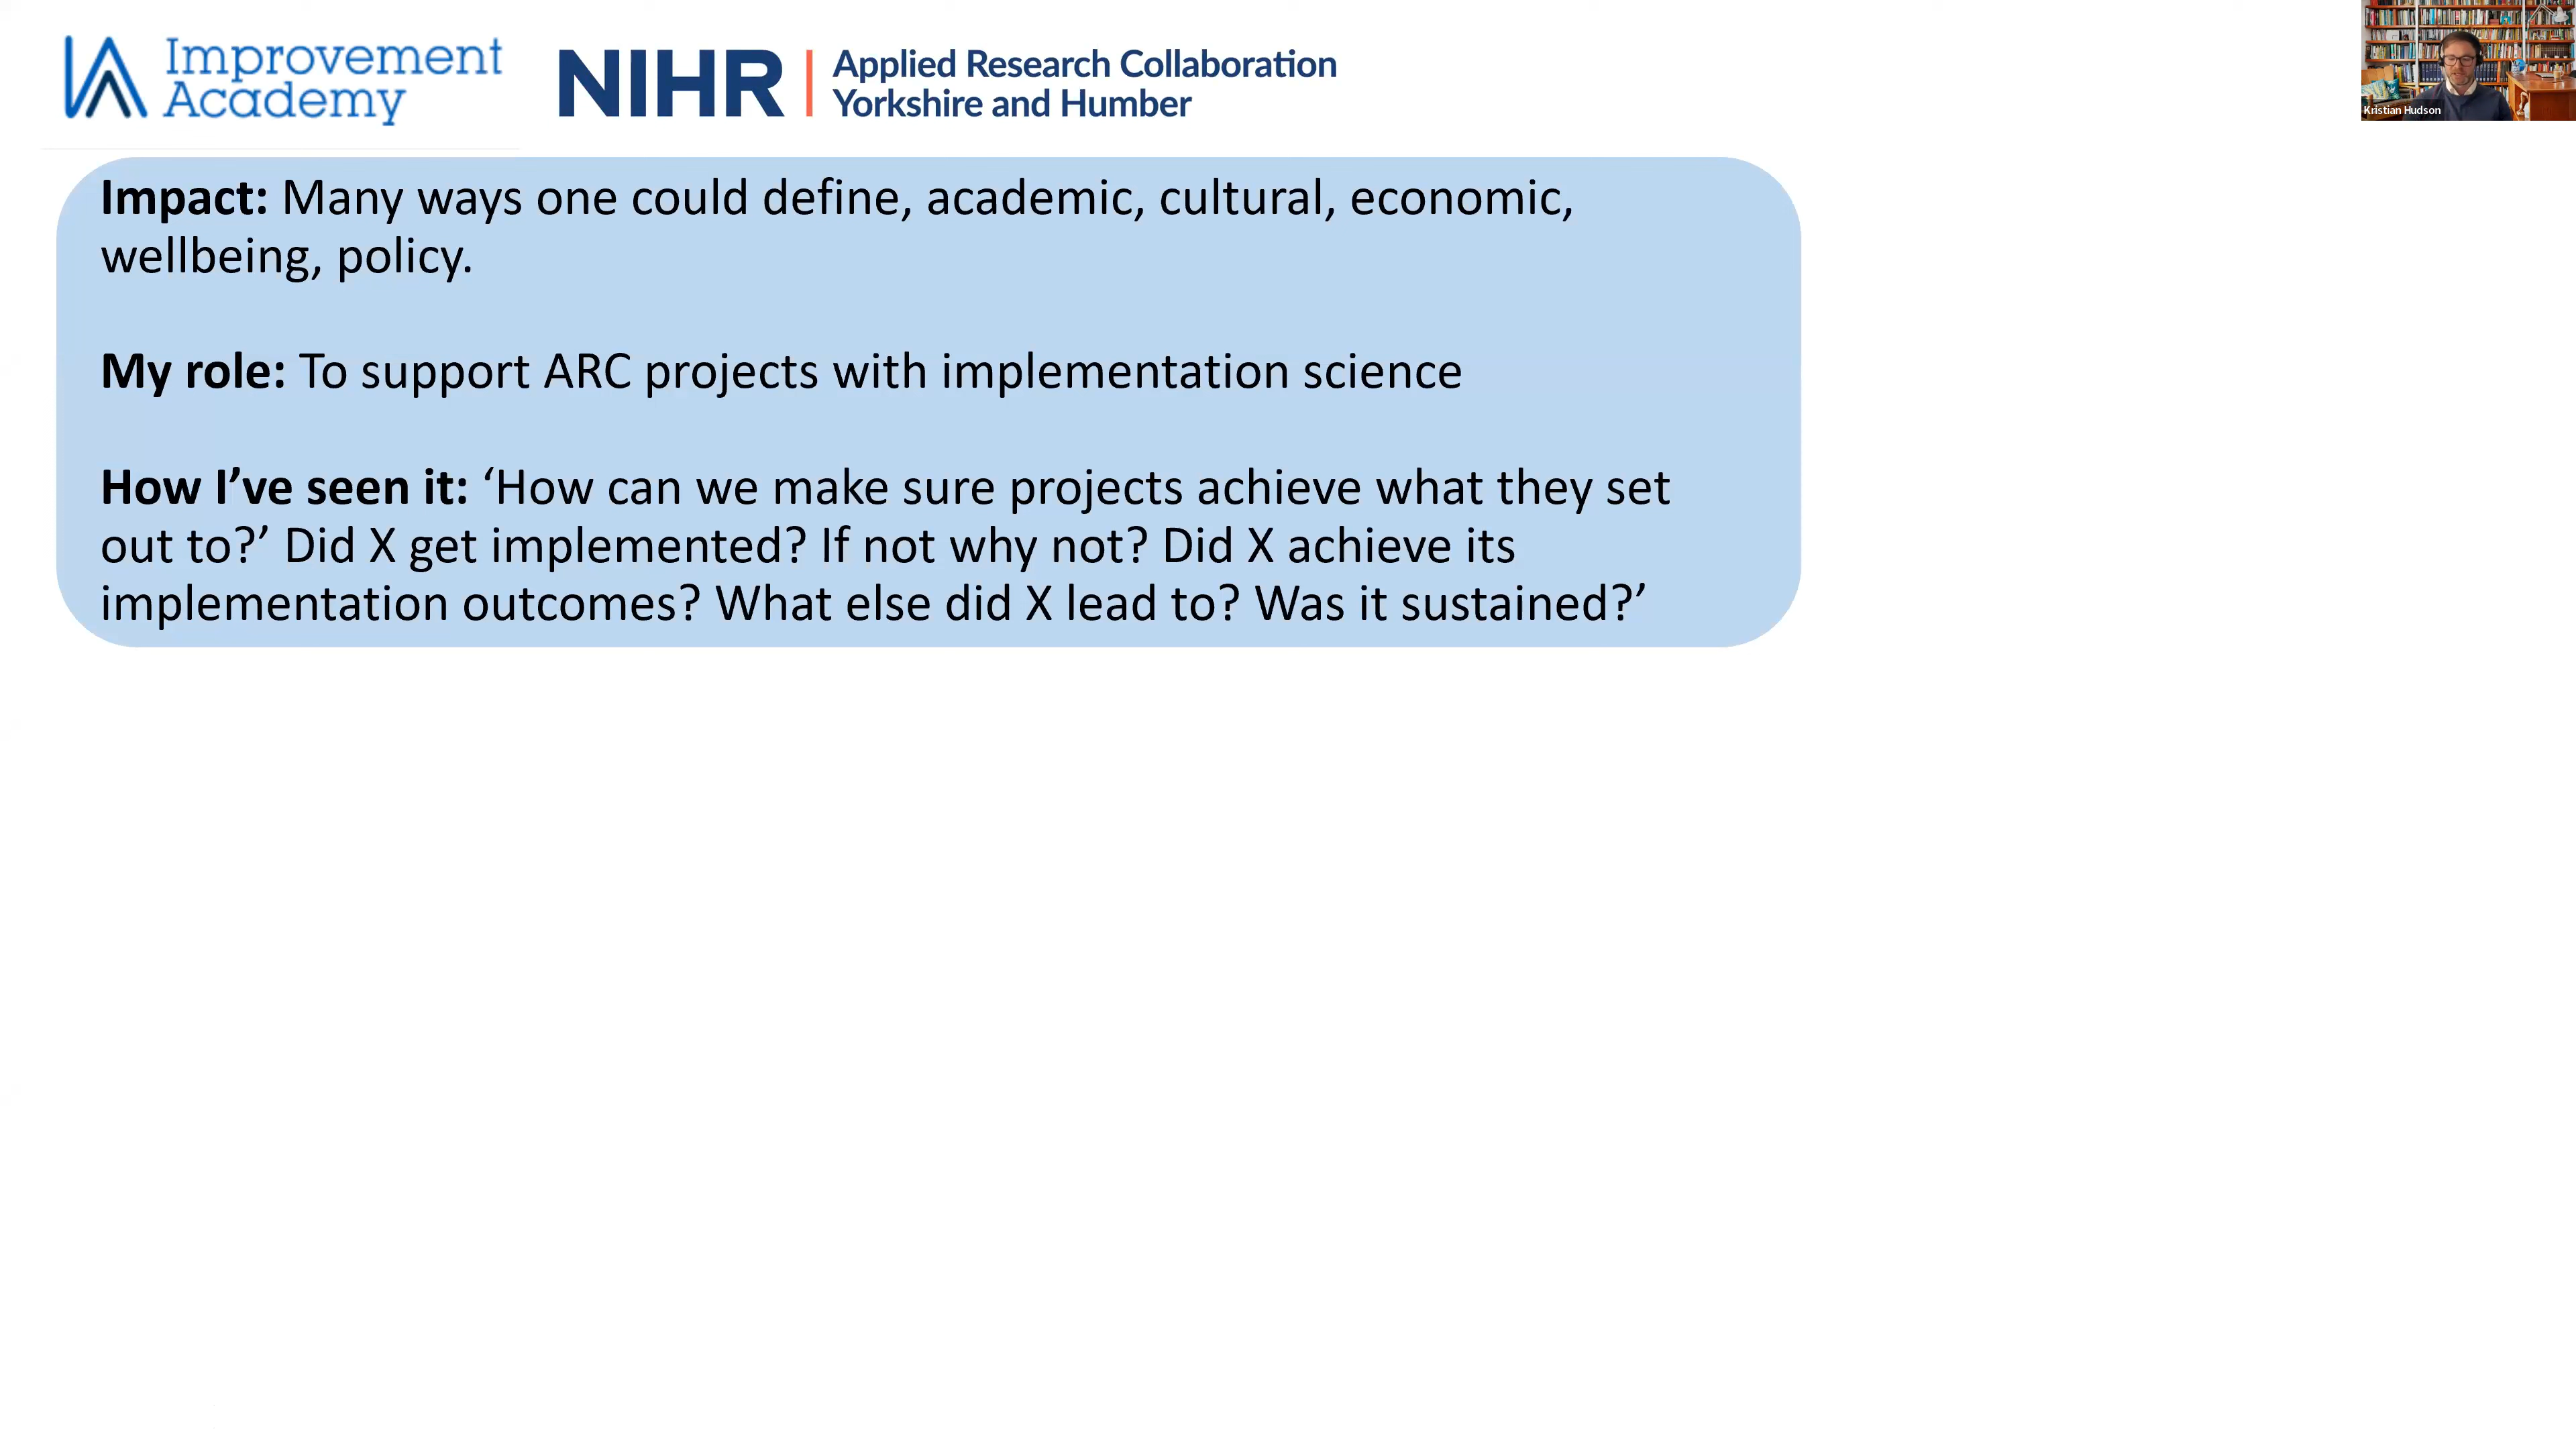 Improvement
Academy
NIHR
Applied Research Collaboration
Yorkshire and Humber
Kristian Hudson
Impact: Many ways one could define, academic, cultural, economic,
wellbeing, policy.
My role: To support ARC projects with implementation science
How I’ve seen it: ‘How can we make sure projects achieve what they set
out to?’ Did X get implemented? If not why not? Did X achieve its
implementation outcomes? What else did X lead to? Was it sustained?’